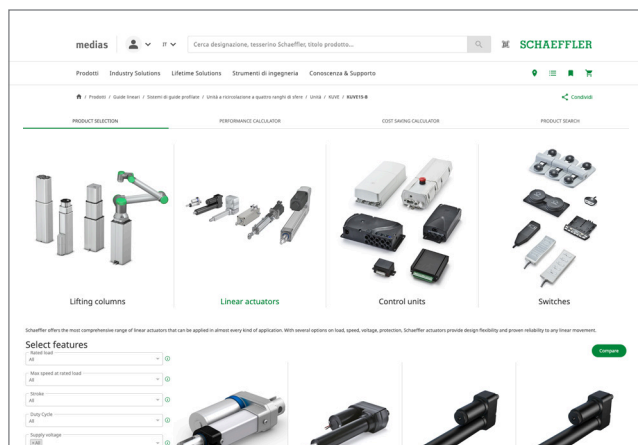 medias IT Cerca designazione, tesserino Schaeffler, titolo prodotto... SCHAEFFLER
Prodotti Industry Solutions Lifetime Solutions Strumenti di ingegneria Conoscenza & Supporto
/ Prodotti / Guide lineari / Sistemi di guide profilate / Unità a ricircolazione a quattro ranghi di sfere / Unità / KUVE / KUVE15-B Condividi
PRODUCT SELECTION PERFORMANCE CALCULATOR COST SAVING CALCULATOR PRODUCT SEARCH
Lifting columns Linear actuators Control units Switches
Schaeffler offers the most comprehensive range of linear actuators that can be applied in almost every kind of application. With several options on load, speed, voltage, protection, Schaeffler actuators provide design flexibility and proven reliability to any linear movement.
Select features
Compare
Rated load
All
Max speed at rated load
All
Stroke
All
Duty Cycle
All
Supply voltage
× All